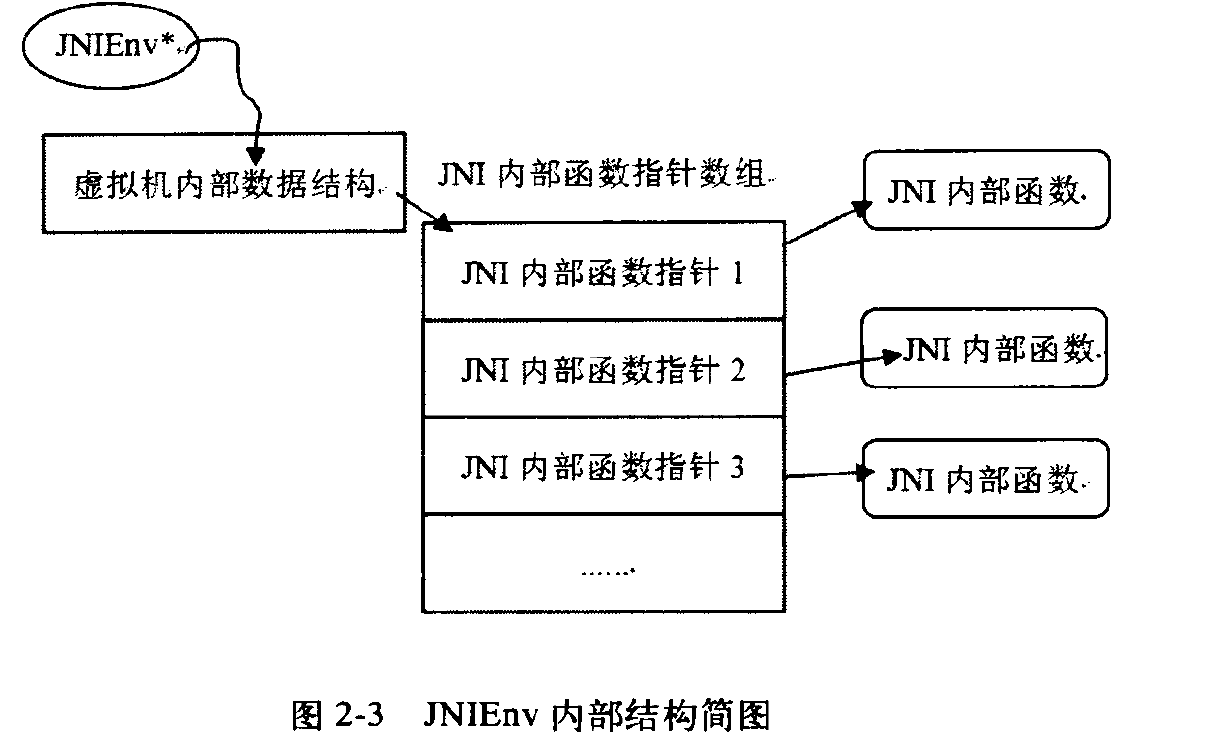 JNIEnv*
虚拟机内部数据结构
JNI 内部函数指针数组
JNI 内部函数指针 1
JNI 内部函数指针 2
JNI 内部函数指针 3
……
JNI 内部函数
JNI 内部函数
JNI 内部函数
图 2-3 JNIEnv 内部结构简图